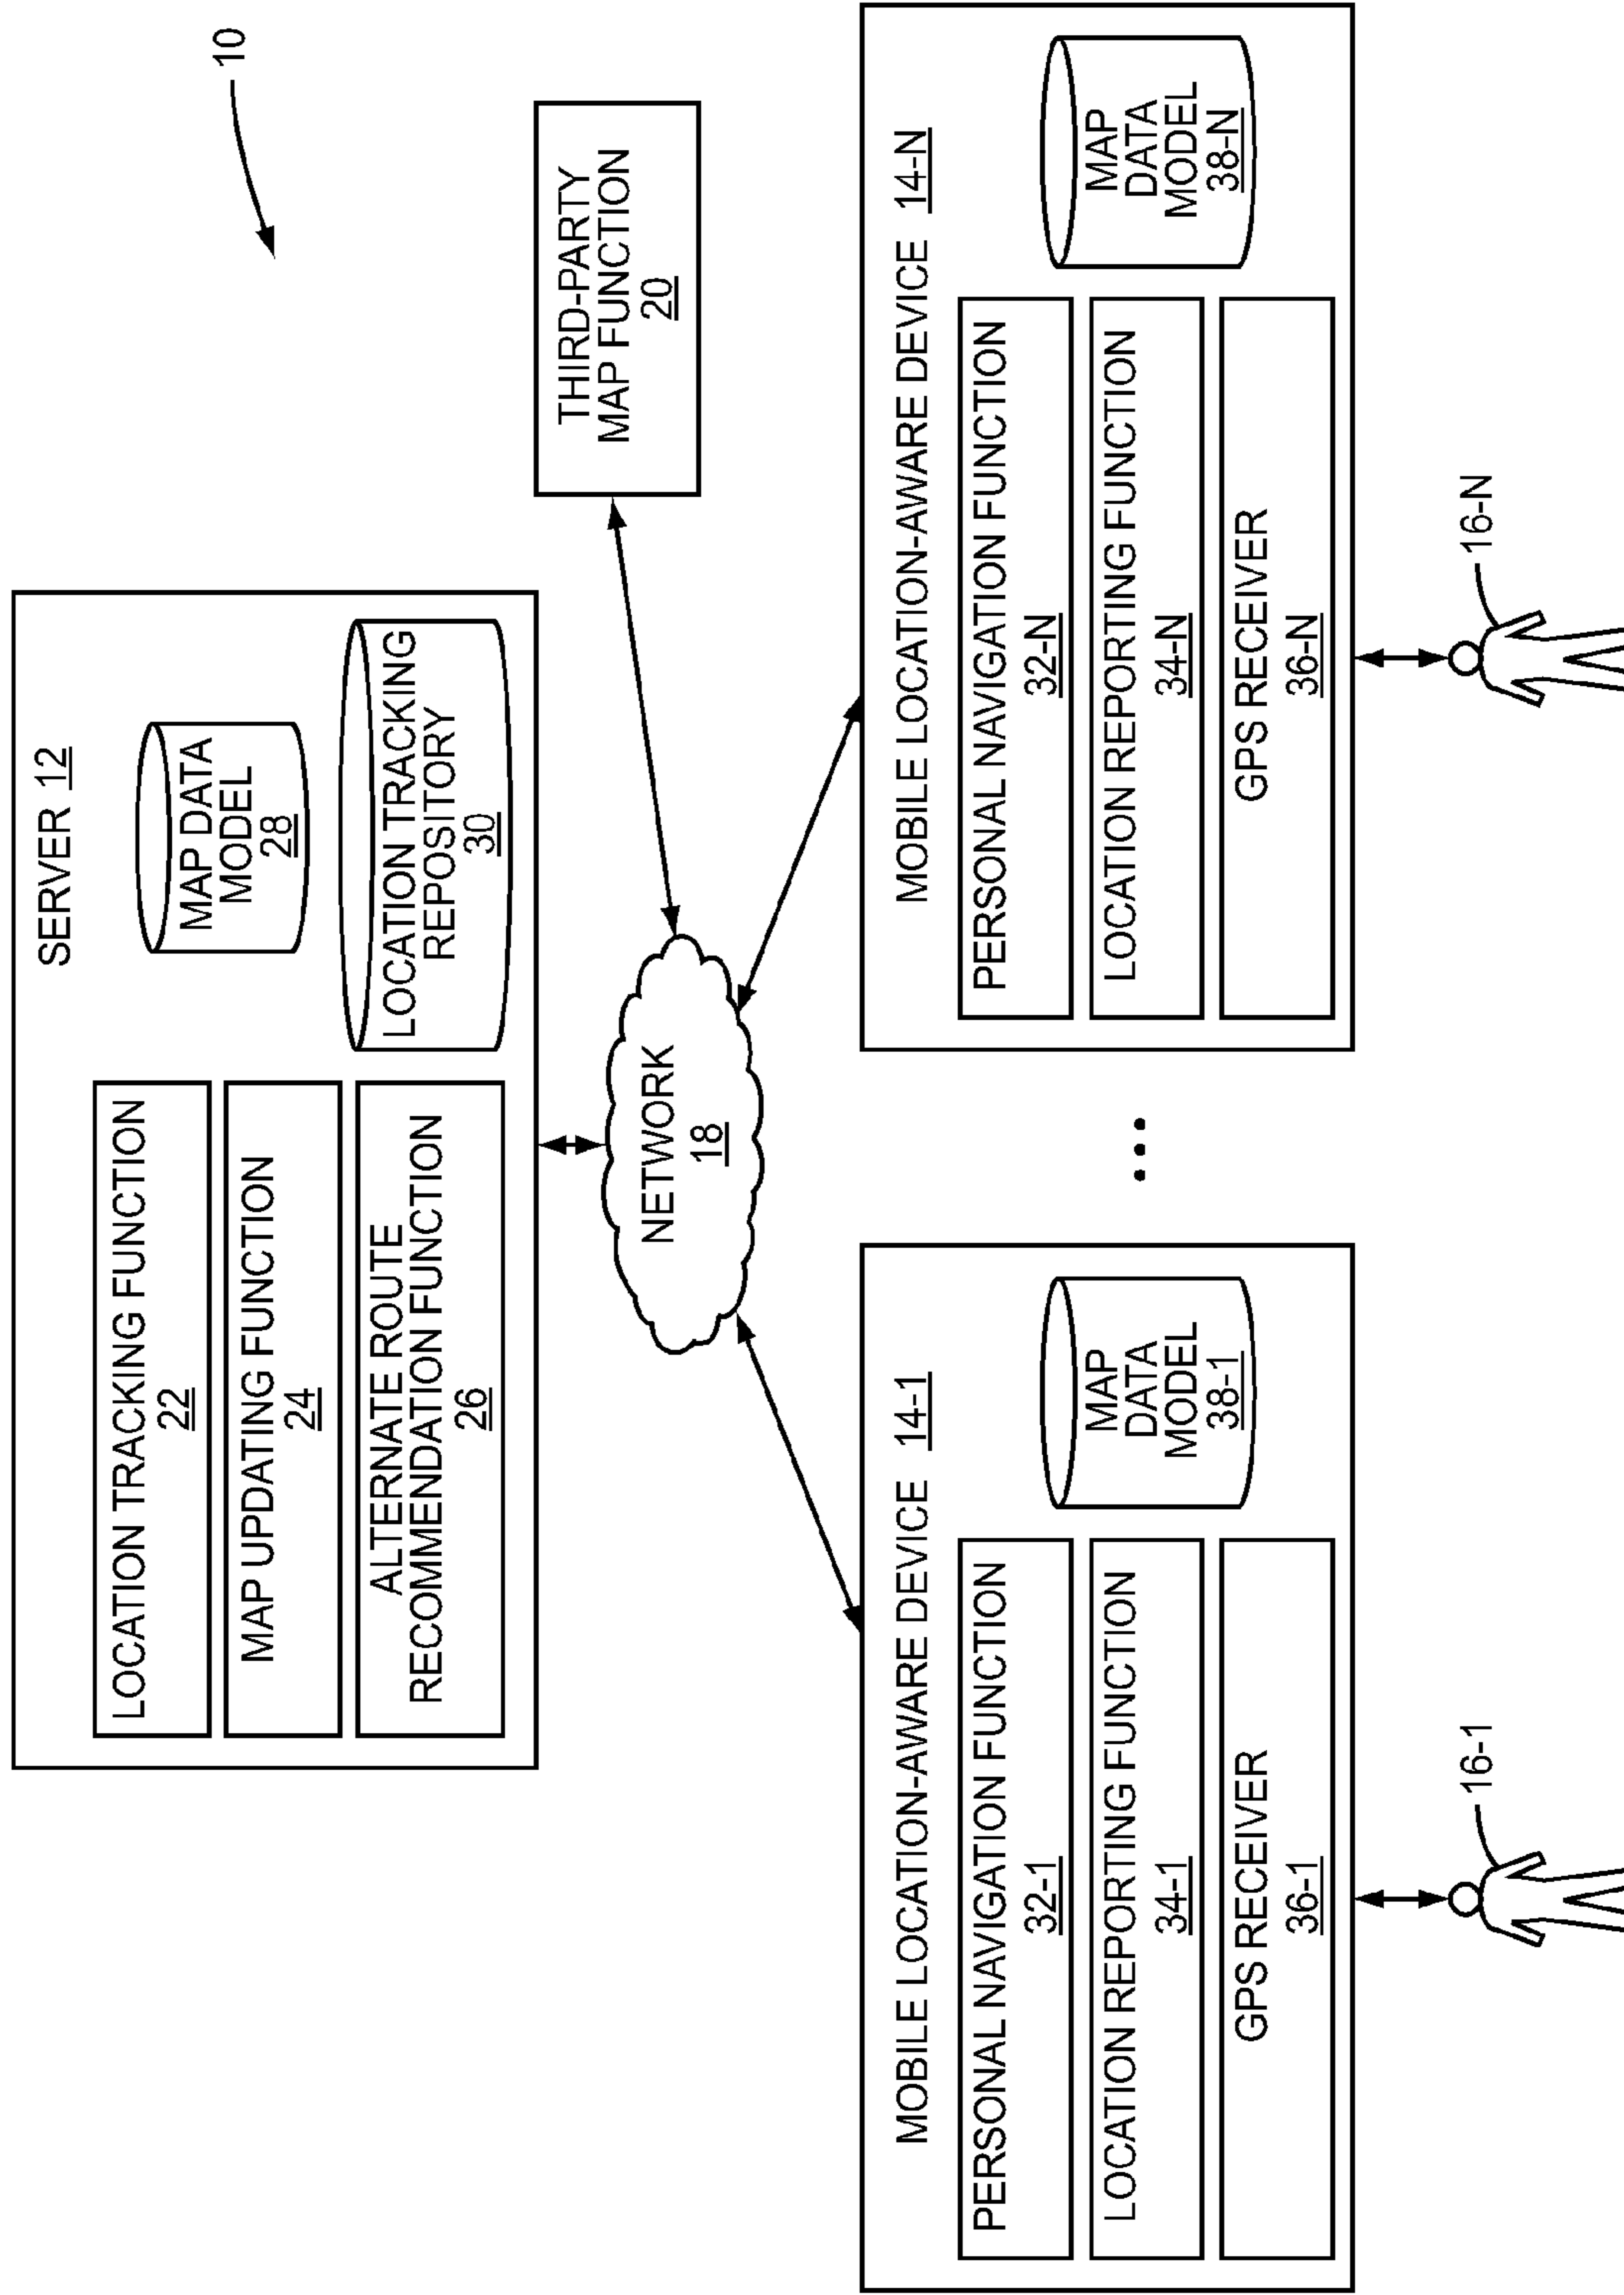 10
SERVER 12
LOCATION TRACKING FUNCTION
22
MAP UPDATING FUNCTION
24
ALTERNATE ROUTE
RECOMMENDATION FUNCTION
26
MAP DATA
MODEL
28
LOCATION TRACKING
REPOSITORY
30
THIRD-PARTY
MAP FUNCTION
20
NETWORK
18
MOBILE LOCATION-AWARE DEVICE 14-1
PERSONAL NAVIGATION FUNCTION
32-1
LOCATION REPORTING FUNCTION
34-1
GPS RECEIVER
36-1
MAP
DATA
MODEL
38-1
16-1
...
MOBILE LOCATION-AWARE DEVICE 14-N
PERSONAL NAVIGATION FUNCTION
32-N
LOCATION REPORTING FUNCTION
34-N
GPS RECEIVER
36-N
MAP
DATA
MODEL
38-N
16-N